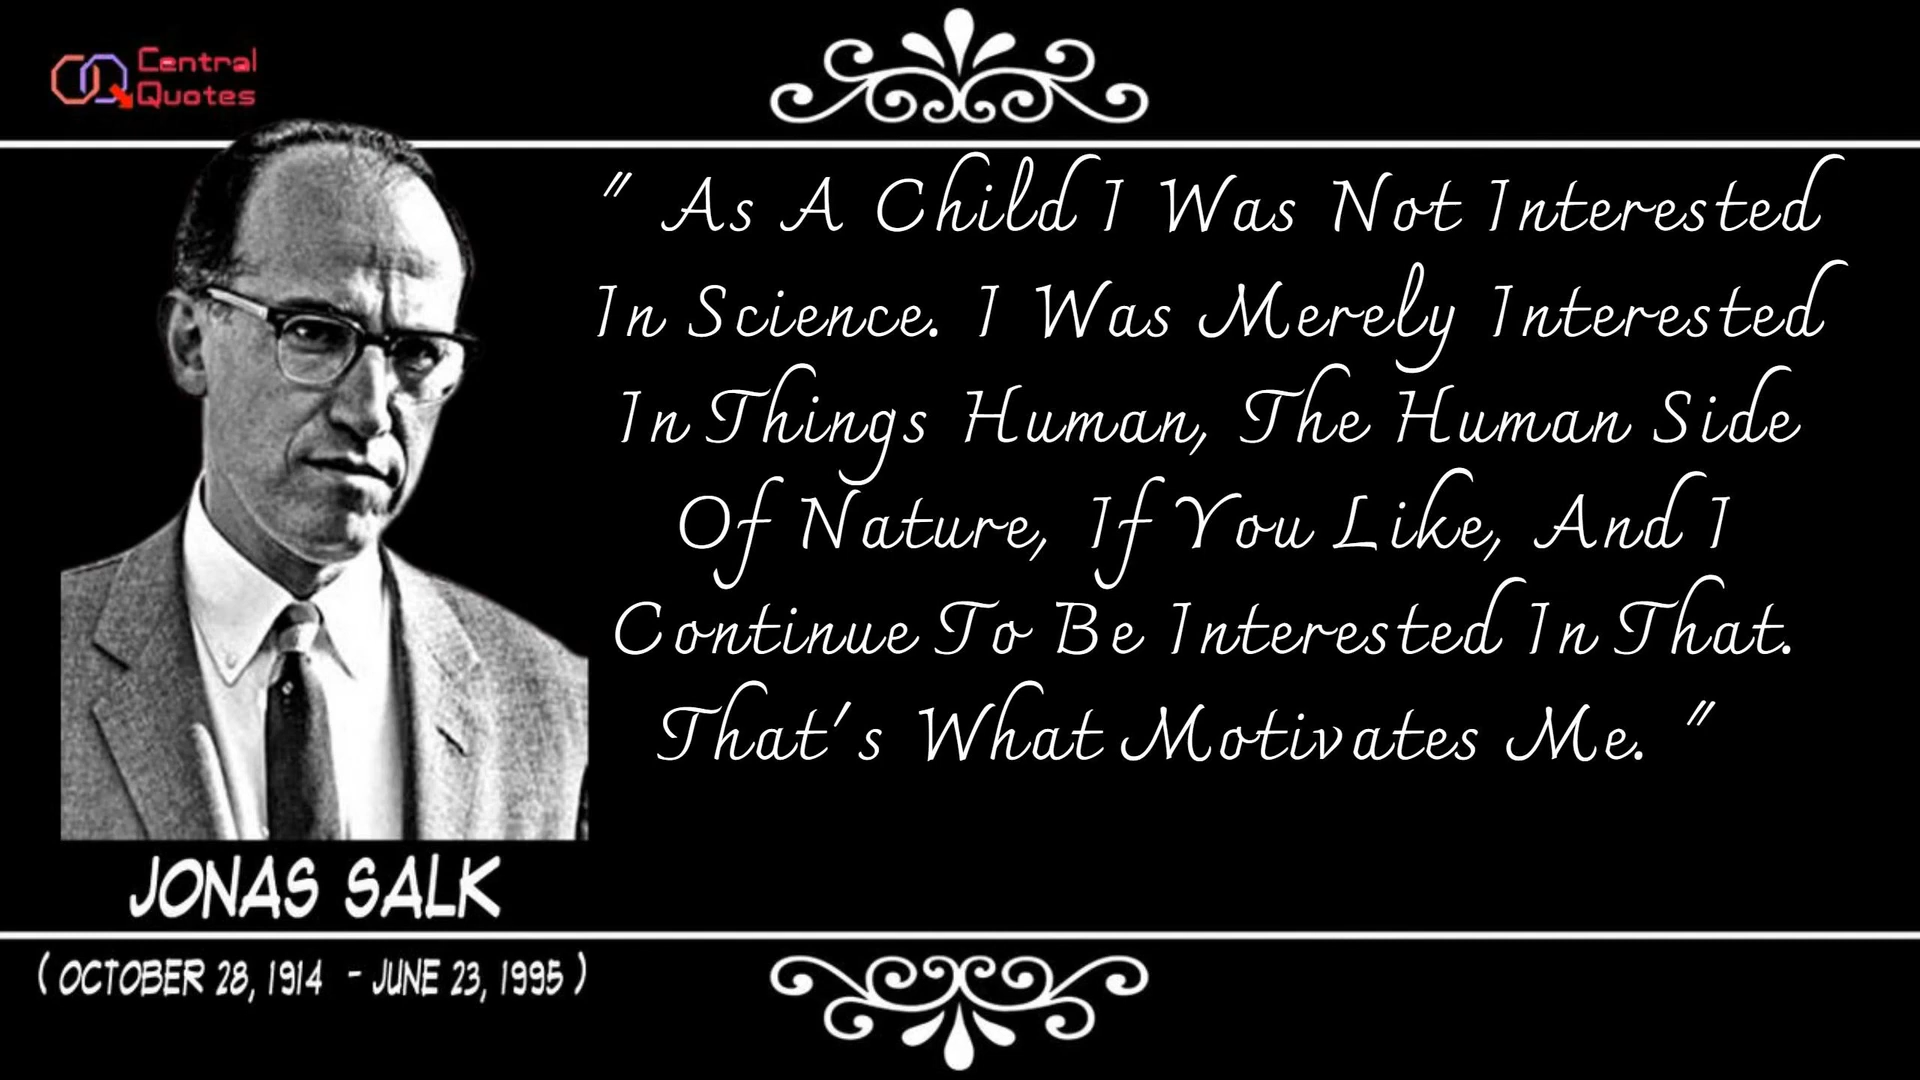 Central
Quotes
" As A Child I Was Not Interested
In Science. I Was Merely Interested
In Things Human, The Human Side
Of Nature, If You Like, And I
Continue To Be Interested In That.
That's What Motivates Me. "
JONAS SALK
( OCTOBER 28, 1914 - JUNE 23, 1995 )